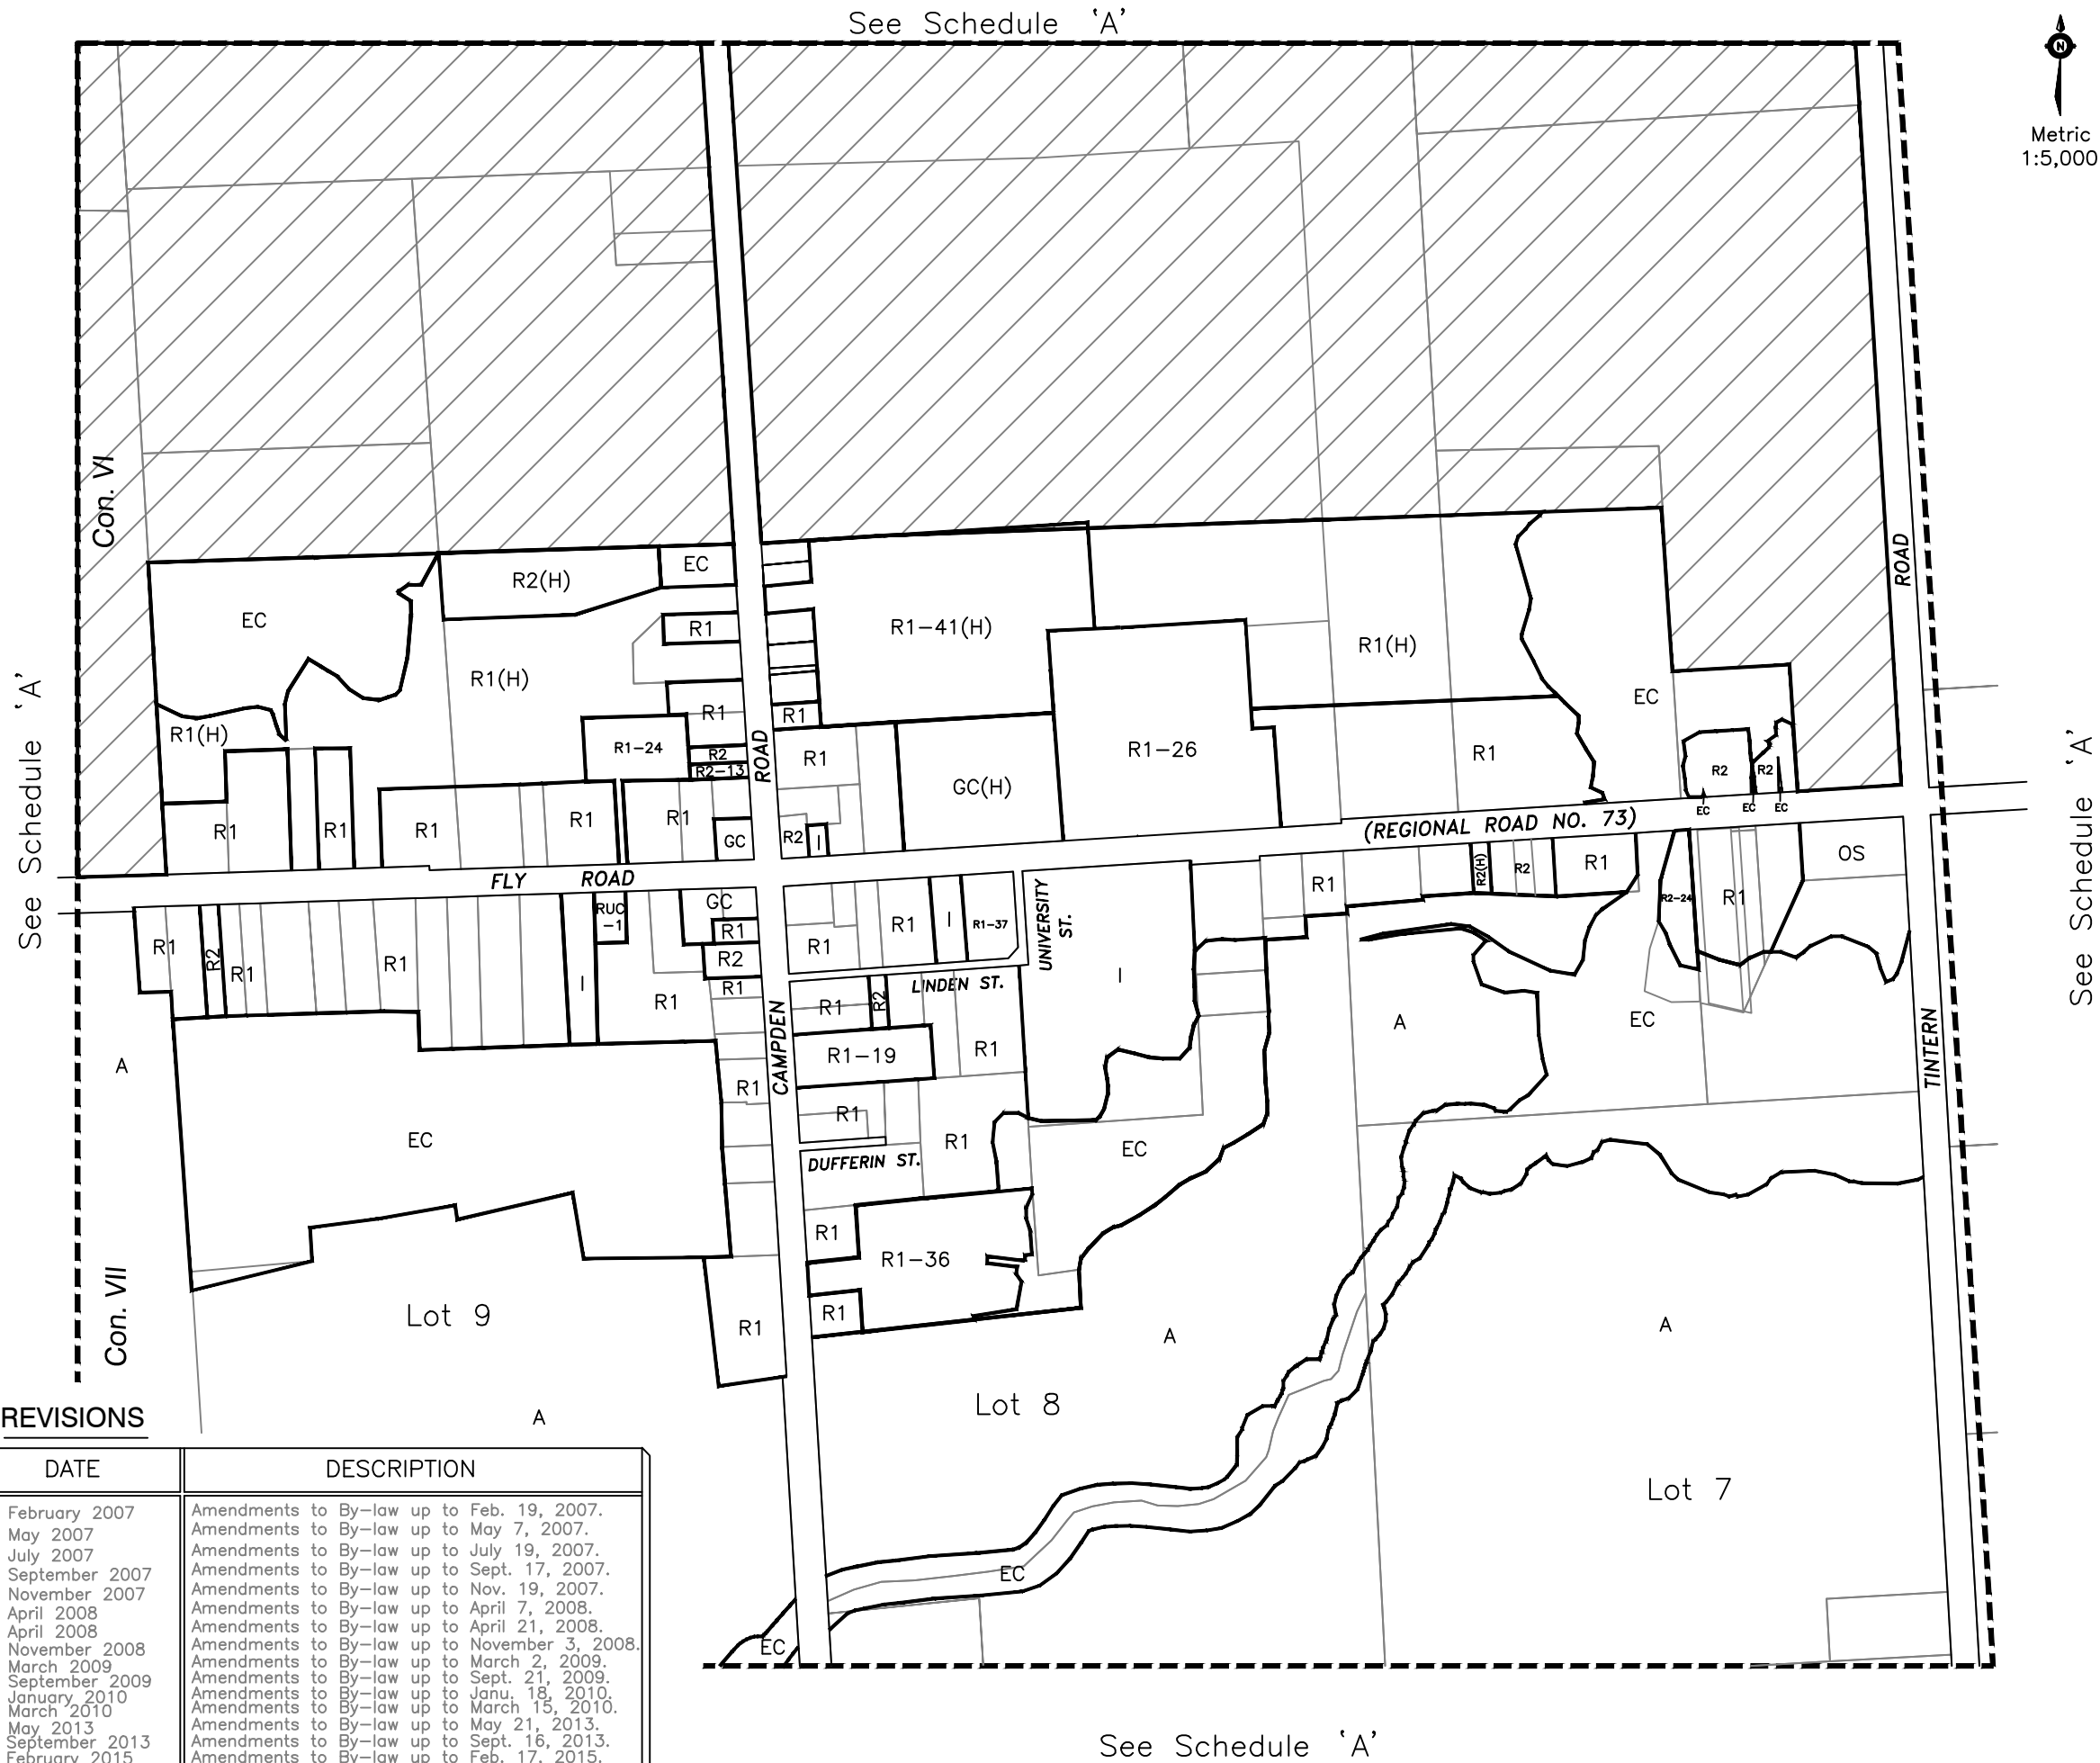 See Schedule 'A'
N
Metric
1:5,000
Con. VI
ROAD
EC
R2(H)
EC
R1
R1-41(H)
R1(H)
R1(H)
EC
See Schedule 'A'
R1(H)
R1
R1
R1-24
R2
R2-13
ROAD
R1
GC(H)
R1-26
R1
R2
R2
EC
EC
EC
See Schedule 'A'
R1
R1
R1
R1
R1
GC
R2
I
(REGIONAL ROAD NO. 73)
FLY ROAD
R1
R2
R1
R1
I
RUC
-1
GC
R1
R2
R1
R1
R1
R1
I
R1-37
UNIVERSITY
ST.
I
R1
R2(H)
R2
R1
R2-24
R1
OS
LINDEN ST.
CAMPDEN
R1
R2
R1-19
R1
A
EC
TINTERN
A
EC
R1
R1
R1
EC
DUFFERIN ST.
R1
R1-36
R1
R1
Con. VII
Lot 9
A
A
A
Lot 8
Lot 7
EC
EC
REVISIONS
DATE DESCRIPTION
February 2007 Amendments to By-law up to Feb. 19, 2007.
May 2007 Amendments to By-law up to May 7, 2007.
July 2007 Amendments to By-law up to July 19, 2007.
September 2007 Amendments to By-law up to Sept. 17, 2007.
November 2007 Amendments to By-law up to Nov. 19, 2007.
April 2008 Amendments to By-law up to April 7, 2008.
April 2008 Amendments to By-law up to April 21, 2008.
November 2008 Amendments to By-law up to November 3, 2008.
March 2009 Amendments to By-law up to March 2, 2009.
September 2009 Amendments to By-law up to Sept. 21, 2009.
January 2010 Amendments to By-law up to Janu. 18, 2010.
March 2010 Amendments to By-law up to March 15, 2010.
May 2013 Amendments to By-law up to May 21, 2013.
September 2013 Amendments to By-law up to Sept. 16, 2013.
February 2015 Amendments to By-law up to Feb. 17, 2015.
See Schedule 'A'